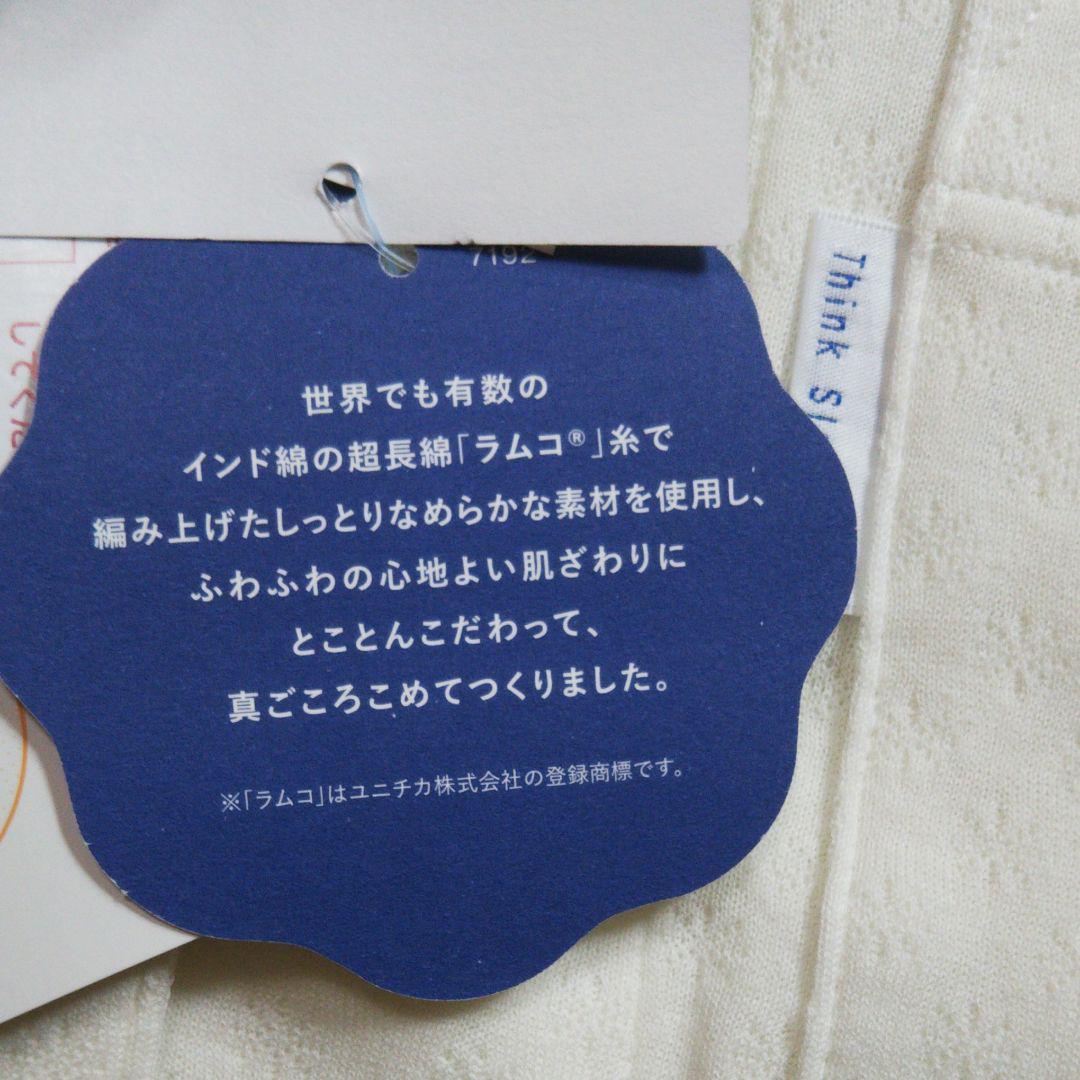 7192
世界でも有数の
インド綿の超長綿「ラムコ®」糸で
編み上げたしっとりなめらかな素材を使用し、
ふわふわの心地よい肌ざわりに
とことんこだわって、
真ごころこめてつくりました。
※「ラムコ」はユニチカ株式会社の登録商標です。
Think
してく